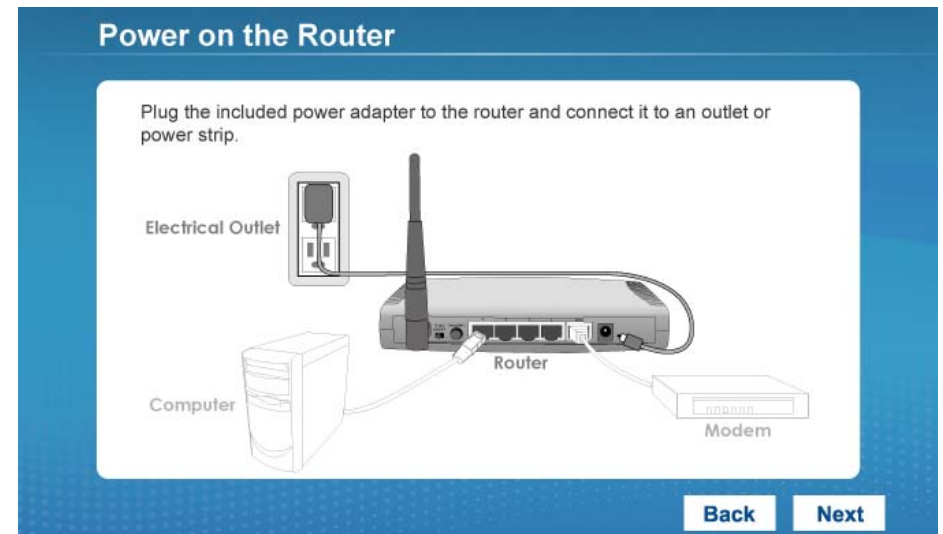 Power on the Router
Plug the included power adapter to the router and connect it to an outlet or
power strip.
Electrical Outlet
Router
Computer
Modem
Back
Next